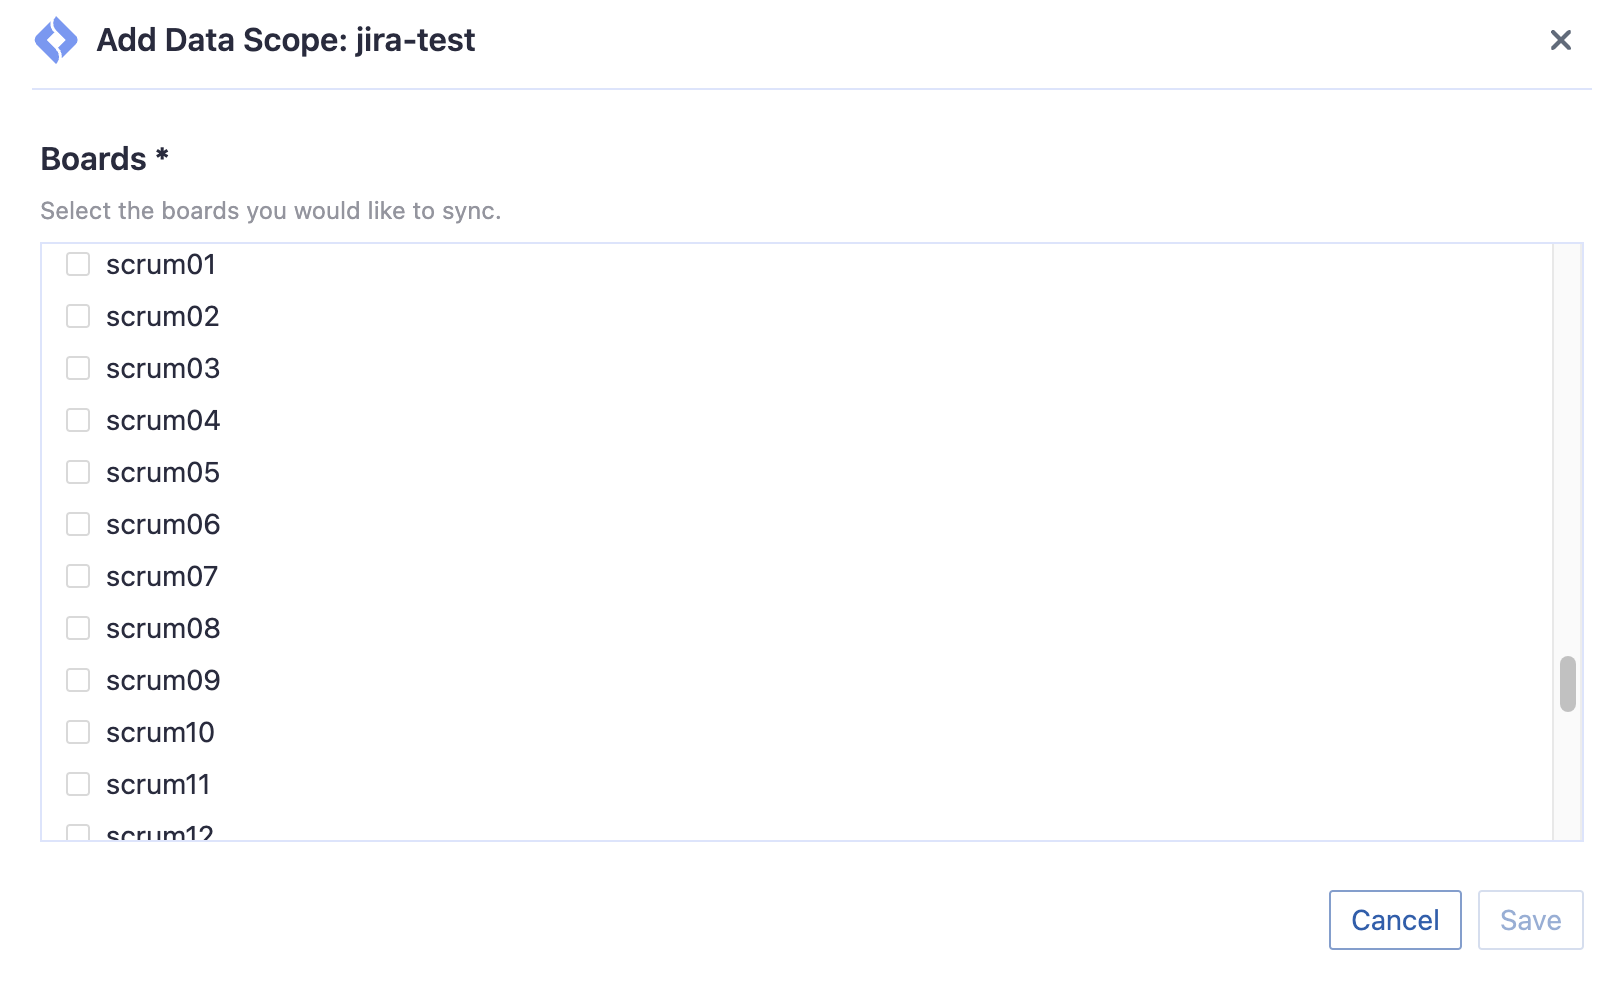 Add Data Scope: jira-test
Boards *
Select the boards you would like to sync.
scrum01
scrum02
scrum03
scrum04
scrum05
scrum06
scrum07
scrum08
scrum09
scrum10
scrum11
scrum12
Cancel
Save